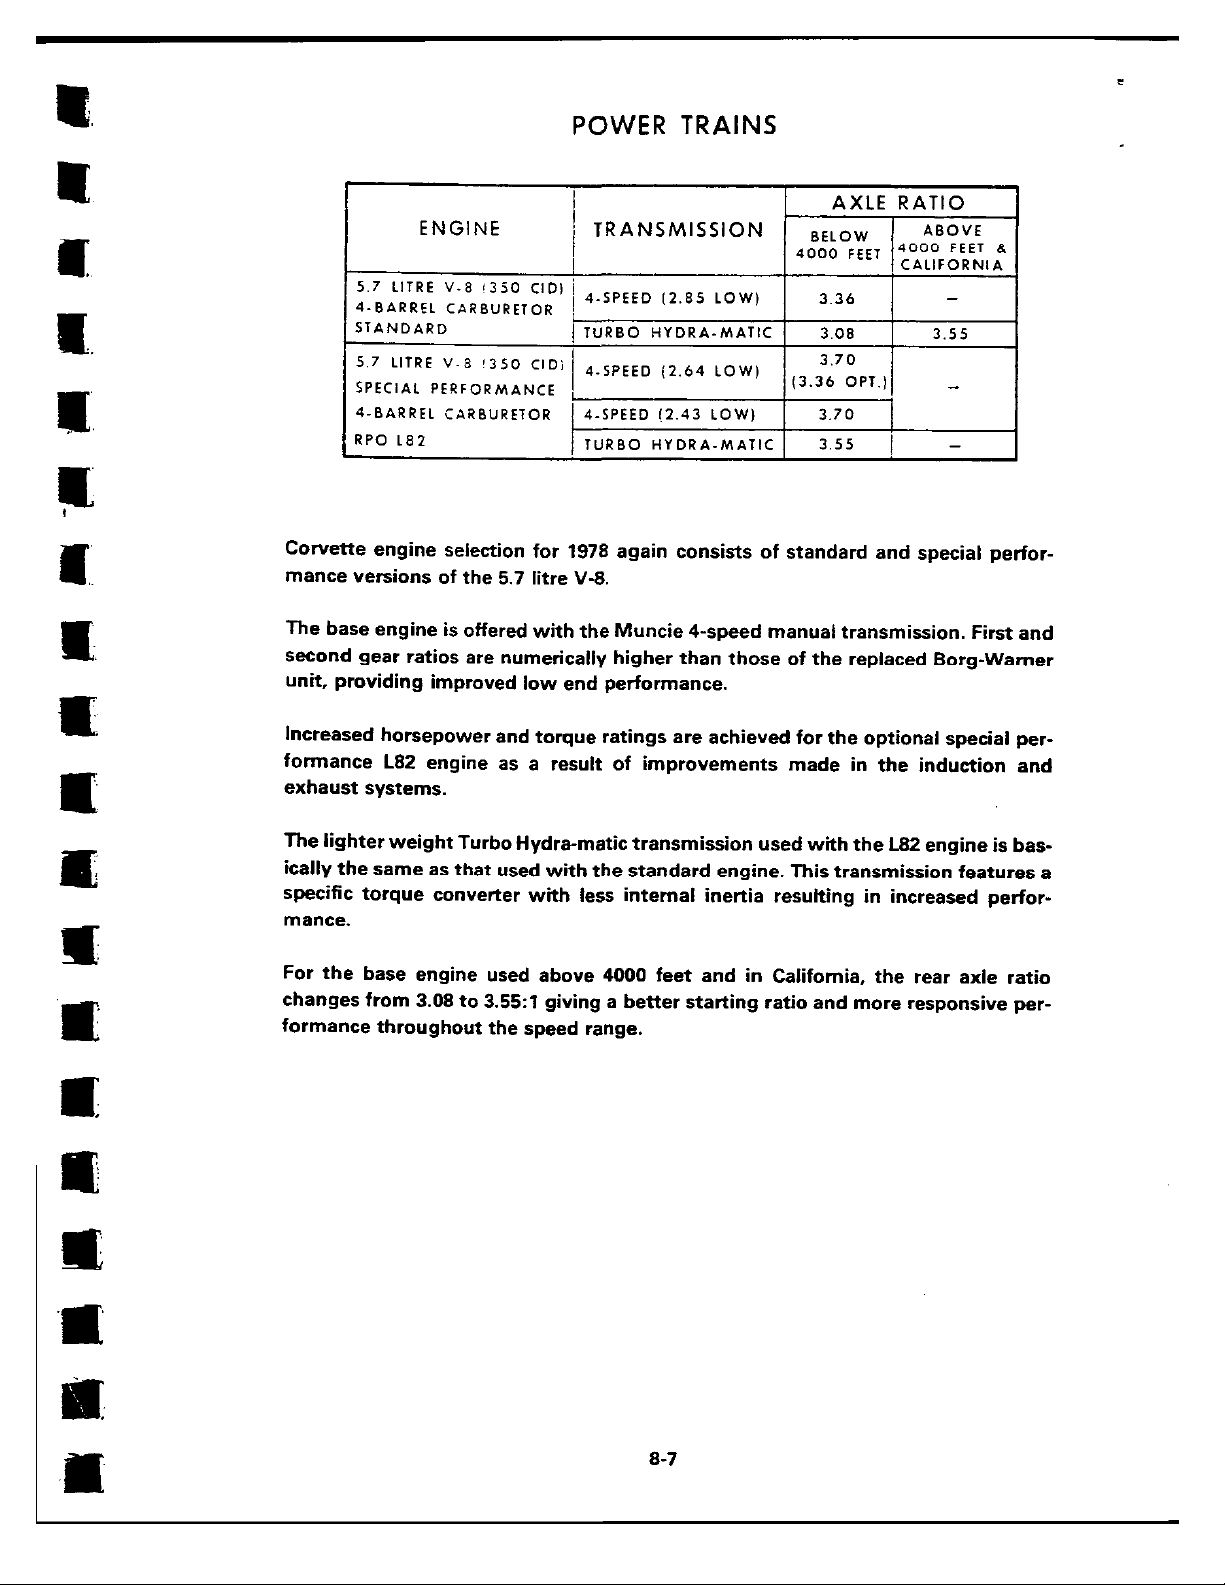 POWER TRAINS
ENGINE TRANSMISSION AXLE RATIO
BELOW 4000 FEET ABOVE 4000 FEET & CALIFORNIA
5.7 LITRE V-8 (350 CID)
4-BARREL CARBURETOR
STANDARD
4-SPEED (2.85 LOW) 3.36 –
TURBO HYDRA-MATIC 3.08 3.55
5.7 LITRE V-8 (350 CID)
SPECIAL PERFORMANCE
4-BARREL CARBURETOR
RPO L82
4-SPEED (2.64 LOW) 3.70 (3.36 OPT.) –
4-SPEED (2.43 LOW) 3.70
TURBO HYDRA-MATIC 3.55 –
Corvette engine selection for 1978 again consists of standard and special perfor-
mance versions of the 5.7 litre V-8.
The base engine is offered with the Muncie 4-speed manual transmission. First and
second gear ratios are numerically higher than those of the replaced Borg-Warner
unit, providing improved low end performance.
Increased horsepower and torque ratings are achieved for the optional special per-
formance L82 engine as a result of improvements made in the induction and
exhaust systems.
The lighter weight Turbo Hydra-matic transmission used with the L82 engine is bas-
ically the same as that used with the standard engine. This transmission features a
specific torque converter with less internal inertia resulting in increased perfor-
mance.
For the base engine used above 4000 feet and in California, the rear axle ratio
changes from 3.08 to 3.55:1 giving a better starting ratio and more responsive per-
formance throughout the speed range.
8-7